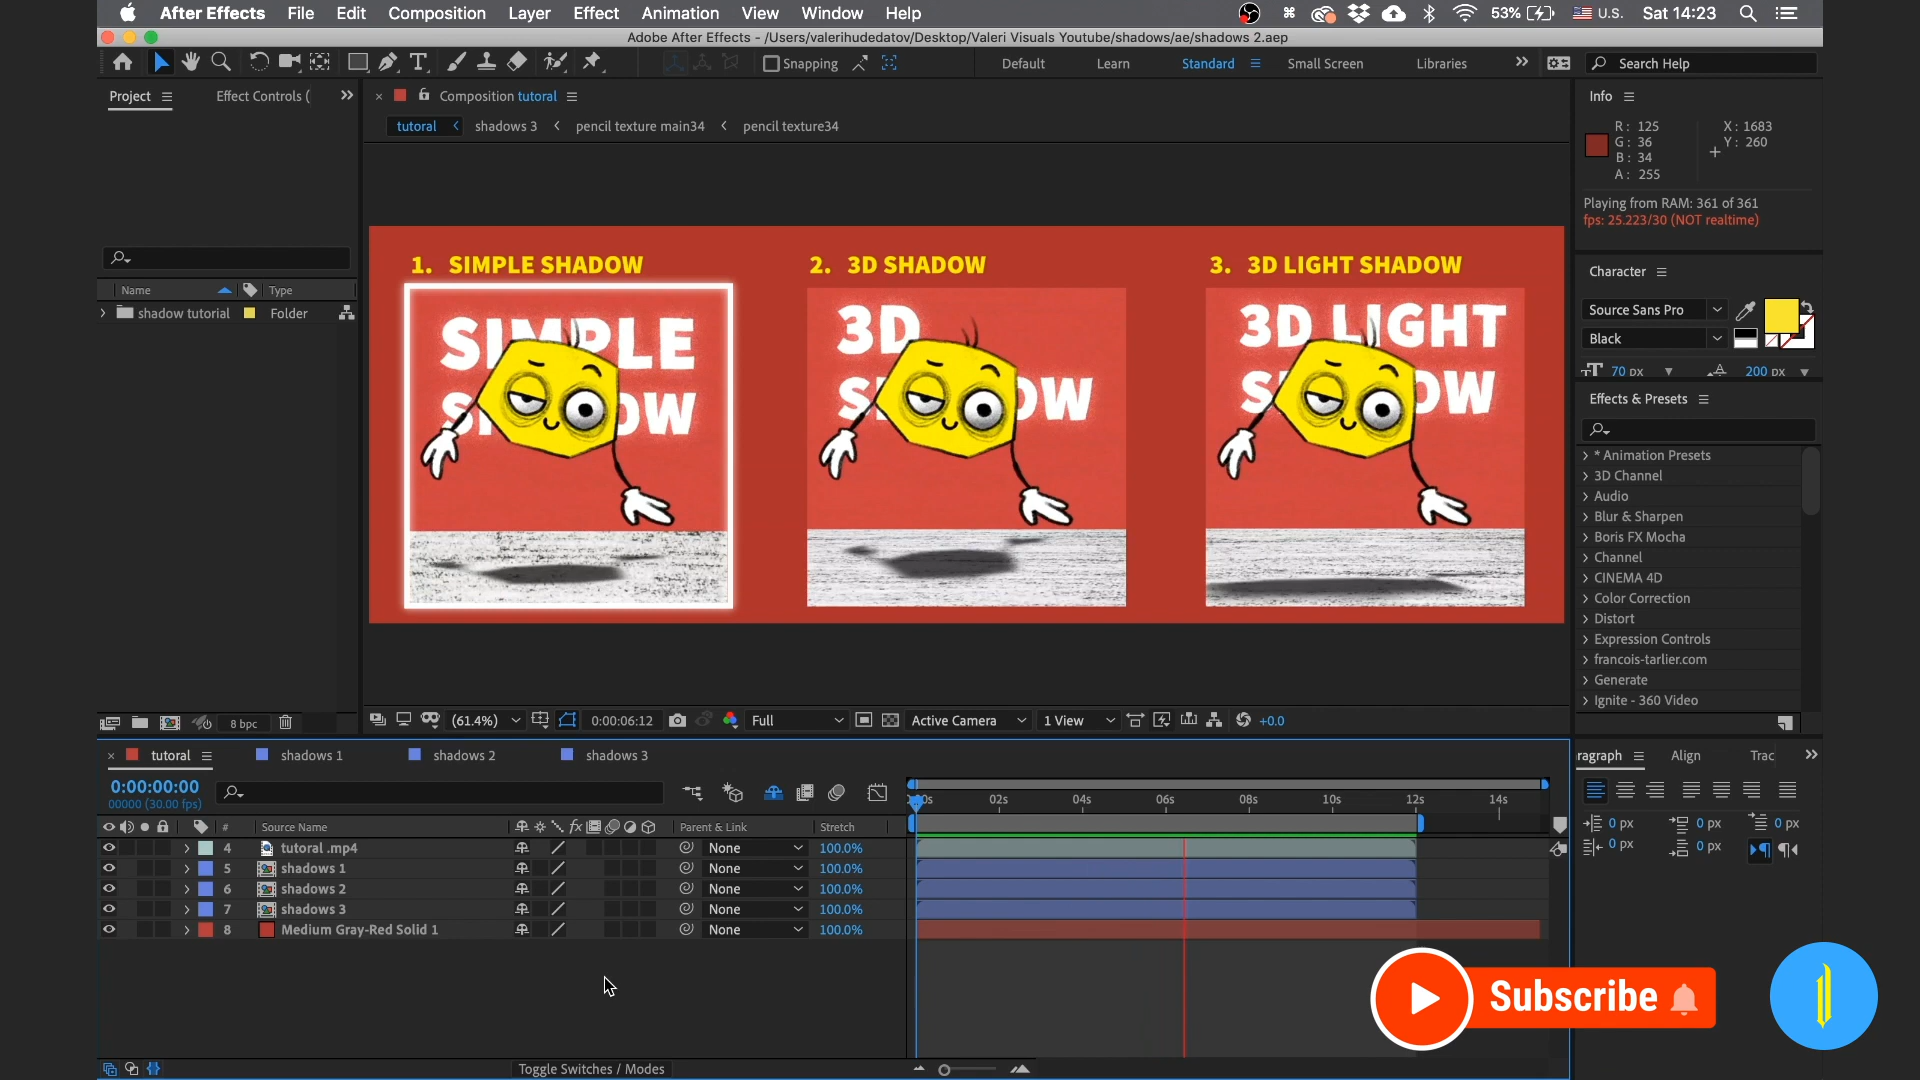 After Effects File Edit Composition Layer Effect Animation View Window Help 53% U.S. Sat 14:23
Adobe After Effects - /Users/valerihudedatov/Desktop/Valeri Visuals Youtube/shadows/ae/shadows 2.aep
T Snapping Default Learn Standard Small Screen Libraries Search Help
Project Effect Controls ( Composition tutoral Info
tutoral shadows 3 pencil texture main34 pencil texture34
R: 125 X: 1683
G: 36 Y: 260
B: 34
A: 255
Playing from RAM: 361 of 361
fps: 25.223/30 (NOT realtime)
1. SIMPLE SHADOW 2. 3D SHADOW 3. 3D LIGHT SHADOW
SIMPLE
3D
3D LIGHT
Name Type
shadow tutorial Folder
Character
Source Sans Pro
Black
70 px 200 px
Effects & Presets
* Animation Presets
3D Channel
Audio
Blur & Sharpen
Boris FX Mocha
Channel
CINEMA 4D
Color Correction
Distort
Expression Controls
francois-tarlier.com
Generate
Ignite - 360 Video
8 bpc (61.4%) 0:00:06:12 Full Active Camera 1 View +0.0
tutoral shadows 1 shadows 2 shadows 3
ragraph Align Trac
0:00:00:00
00000 (30.00 fps)
00s 02s 04s 06s 08s 10s 12s 14s
# Source Name fx Parent & Link Stretch
4 tutoral .mp4 None 100.0%
5 shadows 1 None 100.0%
6 shadows 2 None 100.0%
7 shadows 3 None 100.0%
8 Medium Gray-Red Solid 1 None 100.0%
0 px 0 px 0 px
0 px 0 px
Subscribe
Toggle Switches / Modes